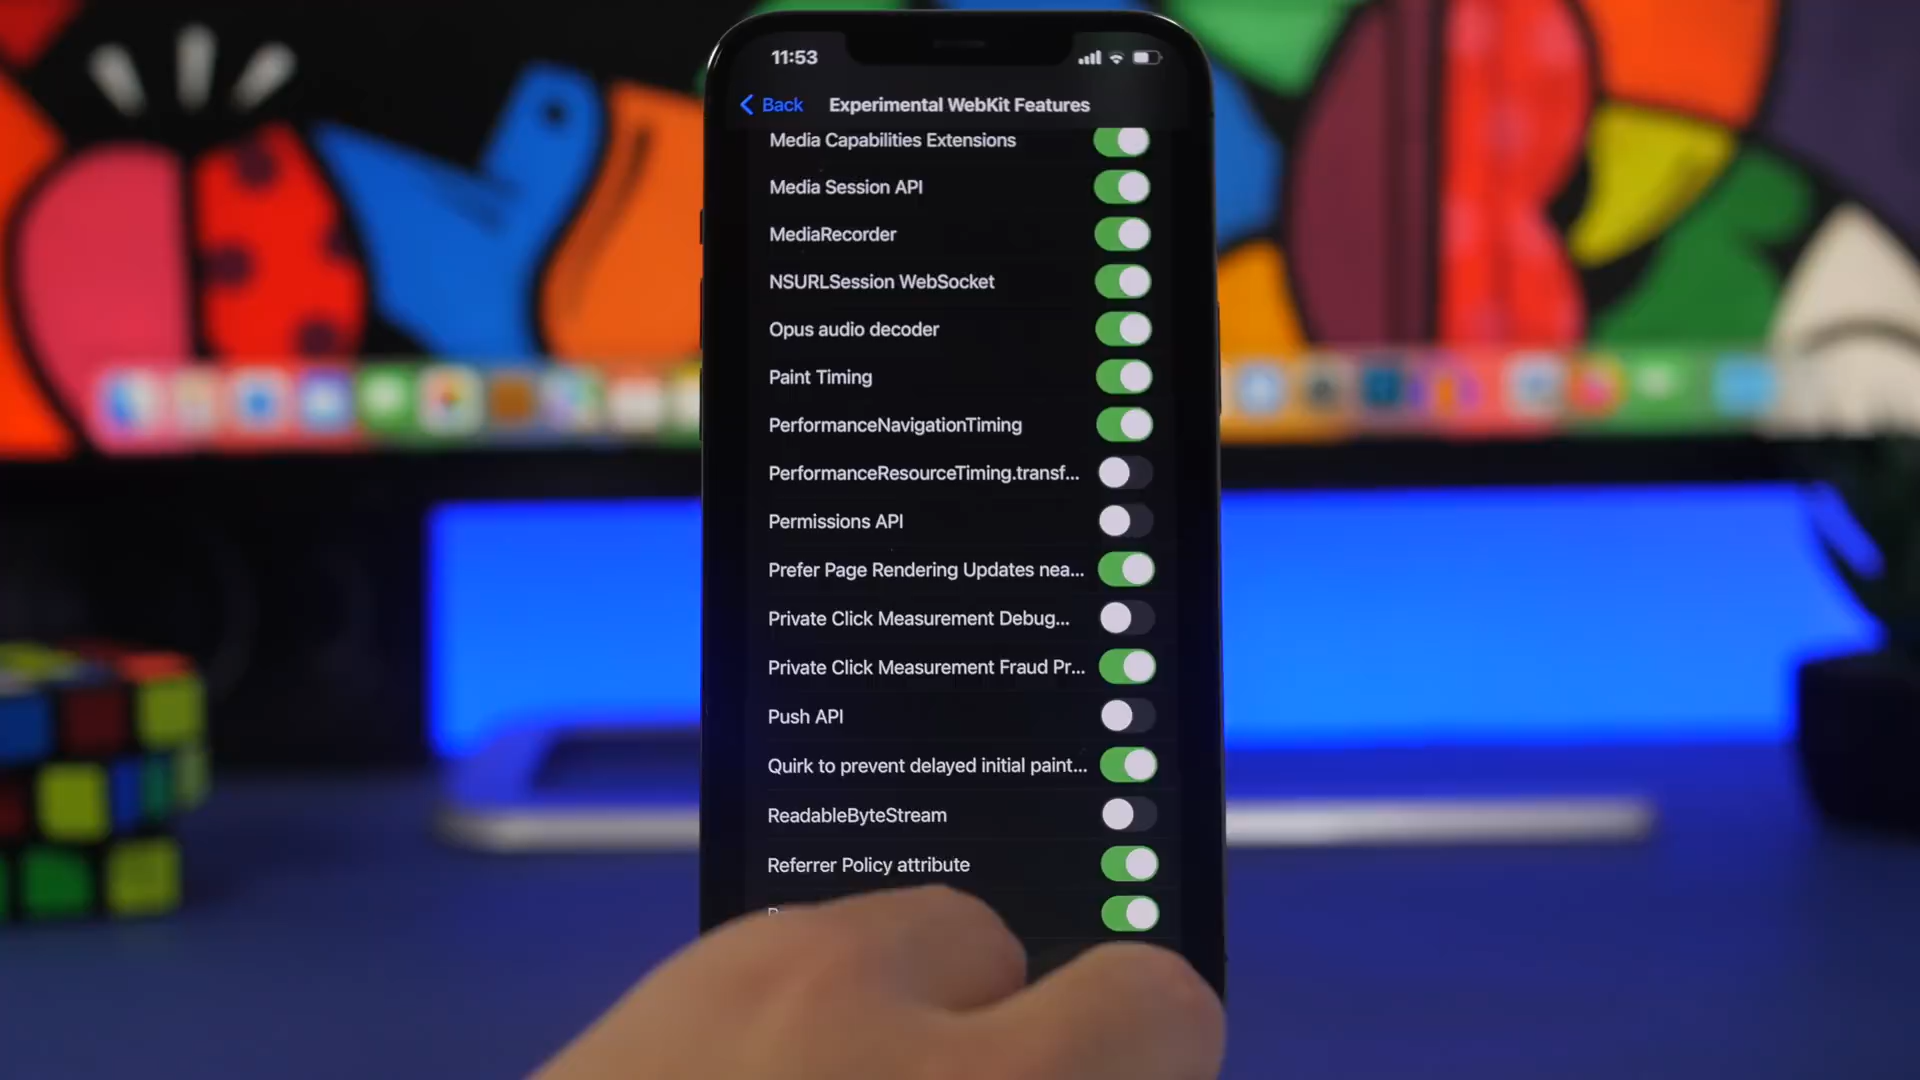 11:53
Back
Experimental WebKit Features
Media Capabilities Extensions
Media Session API
MediaRecorder
NSURLSession WebSocket
Opus audio decoder
Paint Timing
PerformanceNavigationTiming
PerformanceResourceTiming.transf...
Permissions API
Prefer Page Rendering Updates nea...
Private Click Measurement Debug...
Private Click Measurement Fraud Pr...
Push API
Quirk to prevent delayed initial paint...
ReadableByteStream
Referrer Policy attribute